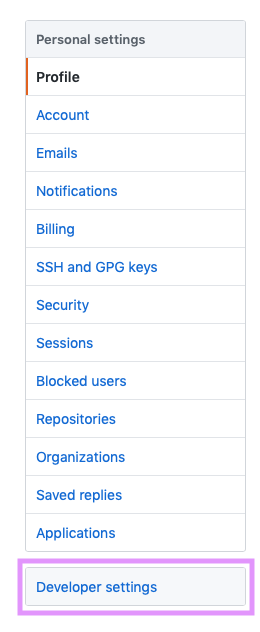 Personal settings
Profile
Account
Emails
Notifications
Billing
SSH and GPG keys
Security
Sessions
Blocked users
Repositories
Organizations
Saved replies
Applications
Developer settings